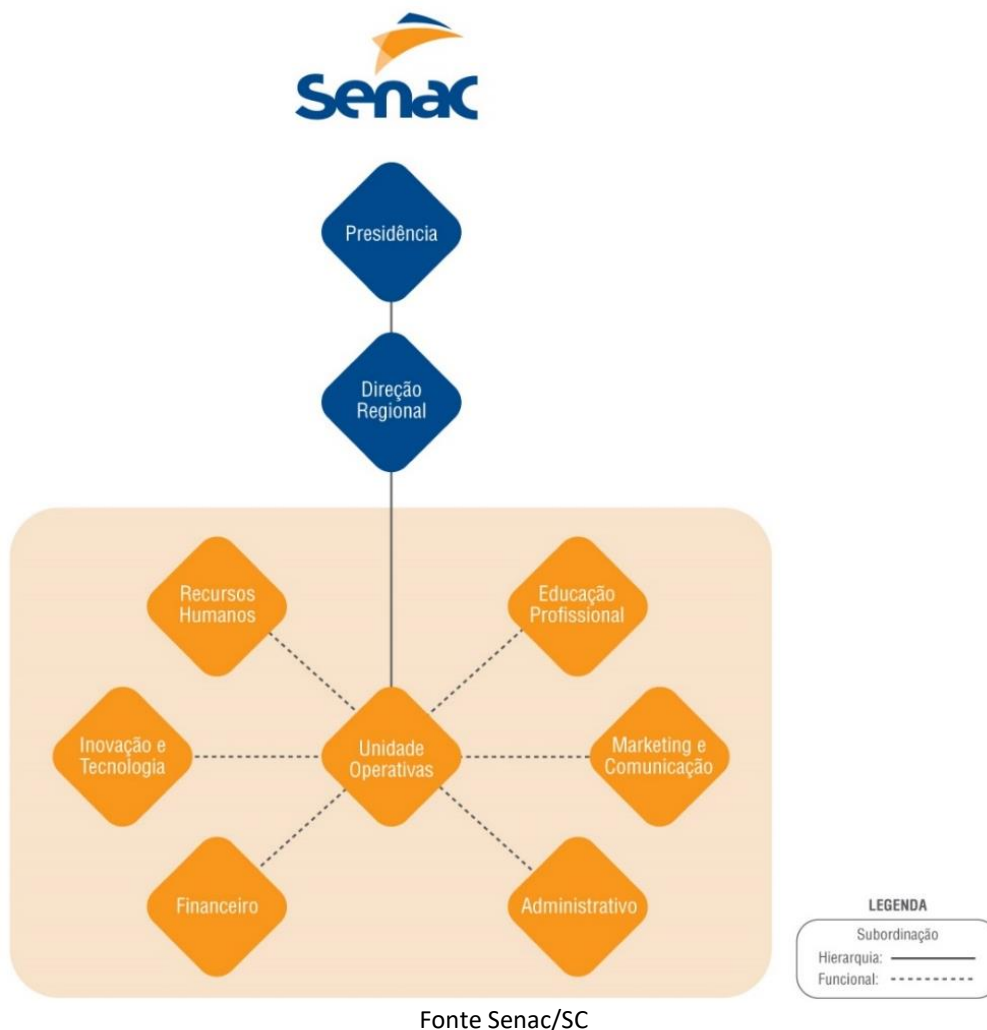 Senac
Presidência
Direção
Regional
Recursos
Humanos
Educação
Profissional
Inovação e
Tecnologia
Unidade
Operativas
Marketing e
Comunicação
Financeiro
Administrativo
LEGENDA
Subordinação
Hierarquia:
Funcional:
Fonte Senac/SC